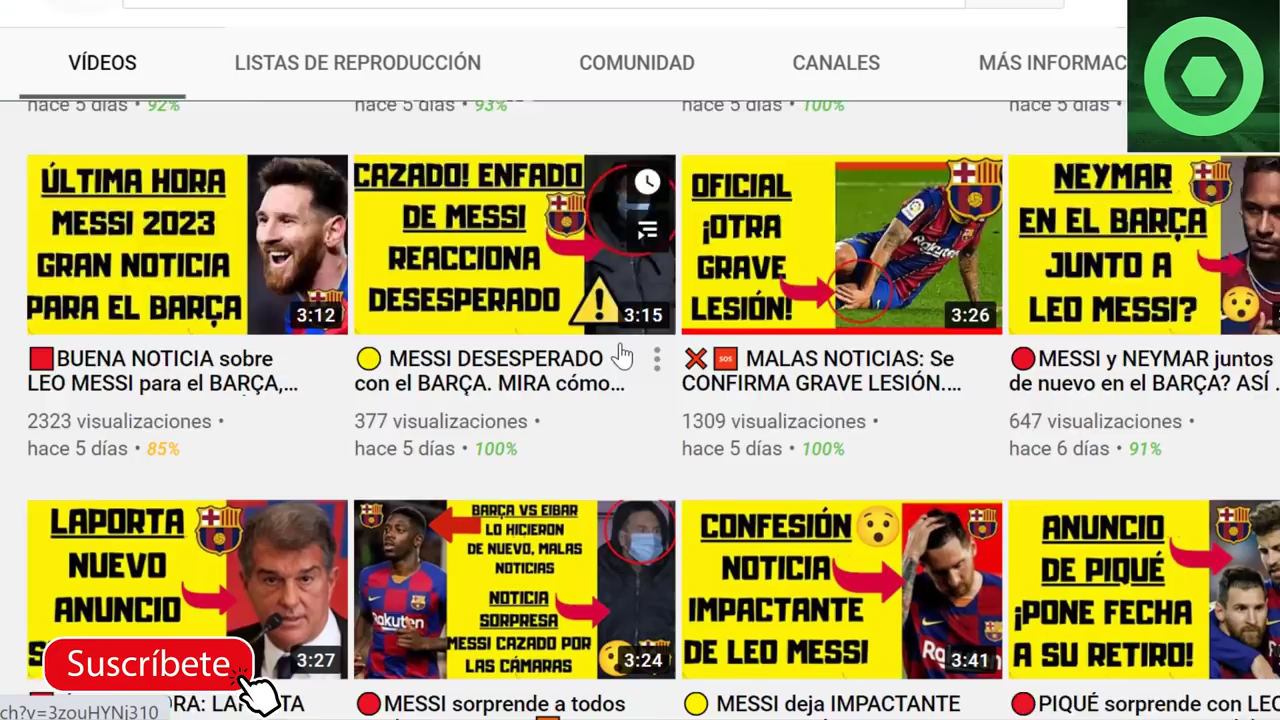 VÍDEOS
LISTAS DE REPRODUCCIÓN
COMUNIDAD
CANALES
MÁS INFORMAC
hace 5 días • 92%
hace 5 días • 93%
hace 5 días • 100%
hace 5 días •
ÚLTIMA HORA
MESSI 2023
GRAN NOTICIA
PARA EL BARÇA
3:12
CAZADO! ENFADO
DE MESSI
REACCIONA
DESESPERADO
3:15
OFICIAL
¡OTRA
GRAVE
LESIÓN!
Rakuten
3:26
NEYMAR
EN EL BARÇA
JUNTO A
LEO MESSI?
BUENA NOTICIA sobre
LEO MESSI para el BARÇA,...
2323 visualizaciones •
hace 5 días • 85%
MESSI DESESPERADO
con el BARÇA. MIRA cómo...
377 visualizaciones •
hace 5 días • 100%
SOS MALAS NOTICIAS: Se
CONFIRMA GRAVE LESIÓN....
1309 visualizaciones •
hace 5 días • 100%
MESSI y NEYMAR juntos
de nuevo en el BARÇA? ASÍ
647 visualizaciones •
hace 6 días • 91%
LAPORTA
NUEVO
ANUNCIO
S
3:27
BARÇA VS EIBAR
LO HICIERON
DE NUEVO, MALAS
NOTICIAS
NOTICIA
SORPRESA
MESSI CAZADO POR
LAS CÁMARAS
Rakuten
3:24
CONFESIÓN
NOTICIA
IMPACTANTE
DE LEO MESSI
3:41
ANUNCIO
DE PIQUÉ
¡PONE FECHA
A SU RETIRO!
Suscríbete
ORA: LA
TA
MESSI sorprende a todos
MESSI deja IMPACTANTE
PIQUÉ sorprende con LEO
ch?v=3zouHYNj310